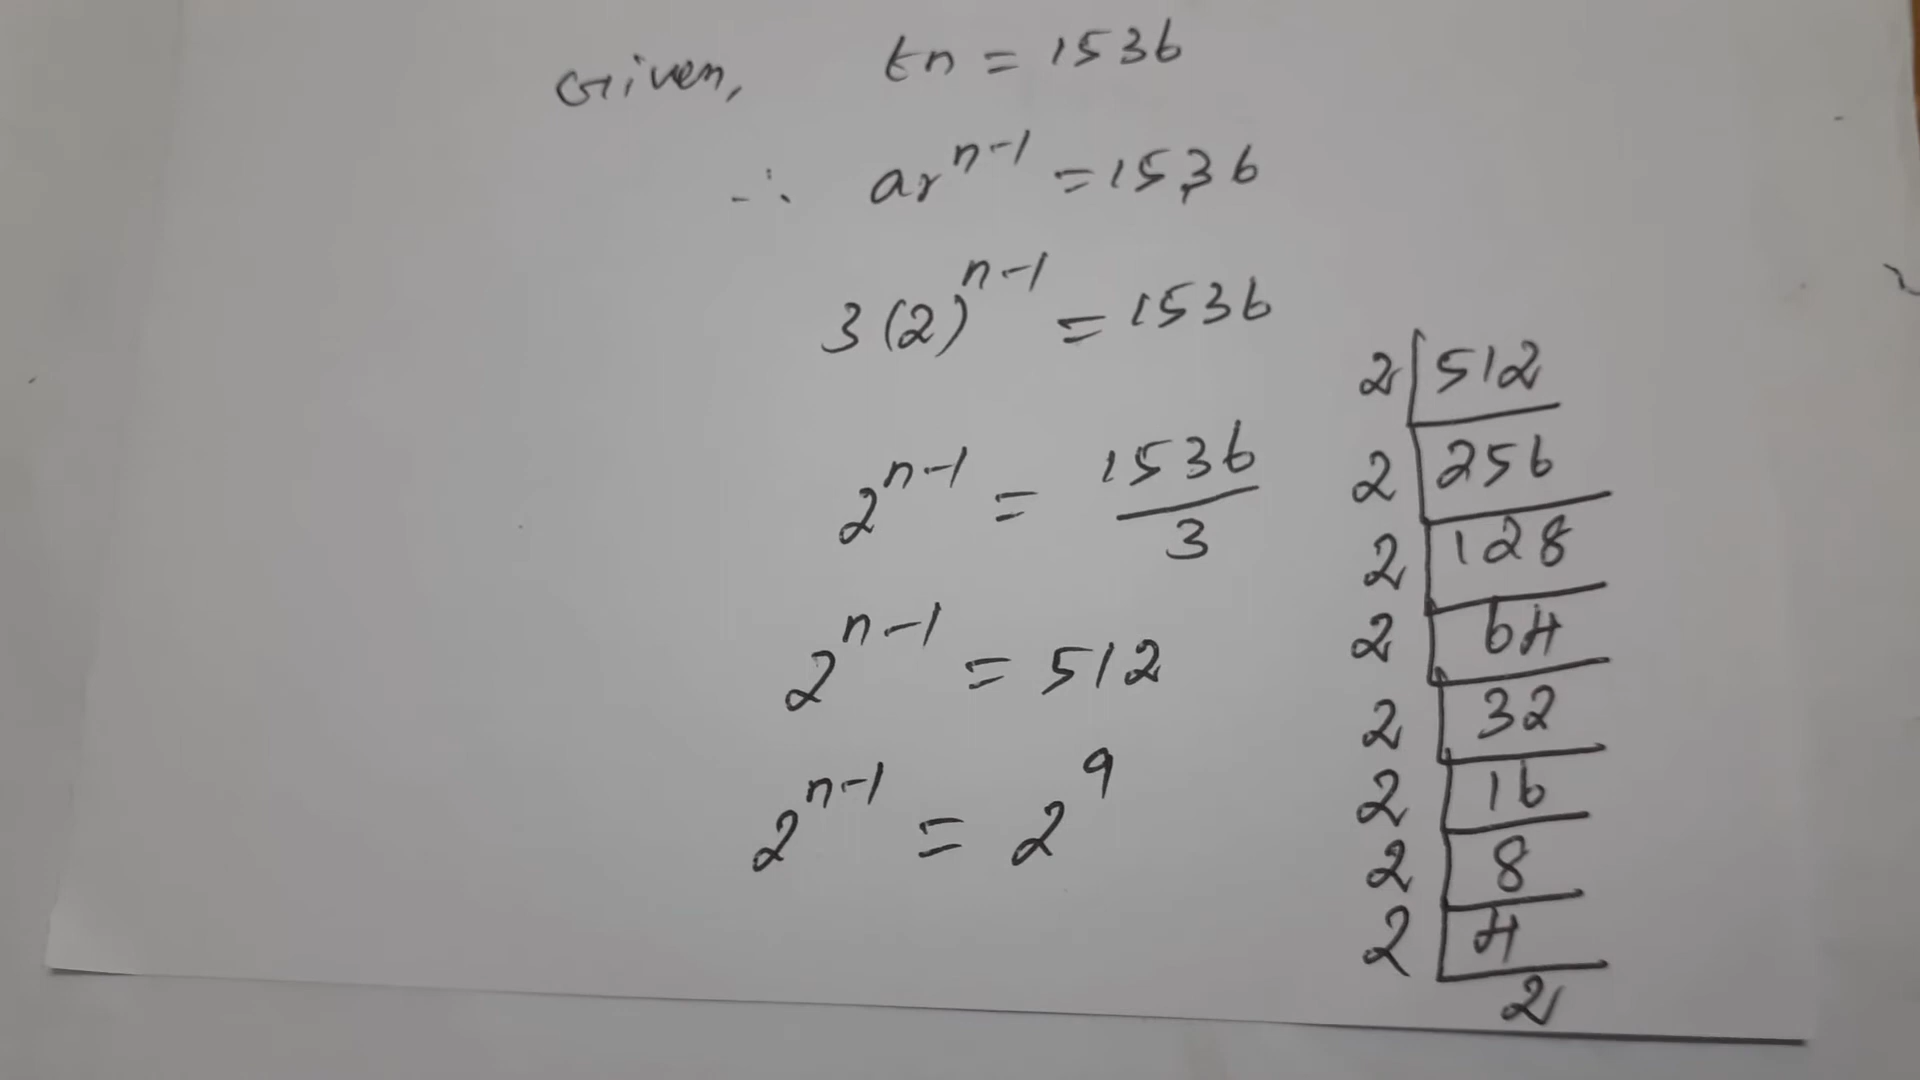 Given, tn = 1536
∴ ar^(n-1) = 1536
3(2)^(n-1) = 1536
2^(n-1) = 1536/3
2^(n-1) = 512
2^(n-1) = 2^9
2 | 512
2 | 256
2 | 128
2 | 64
2 | 32
2 | 16
2 | 8
2 | 4
2